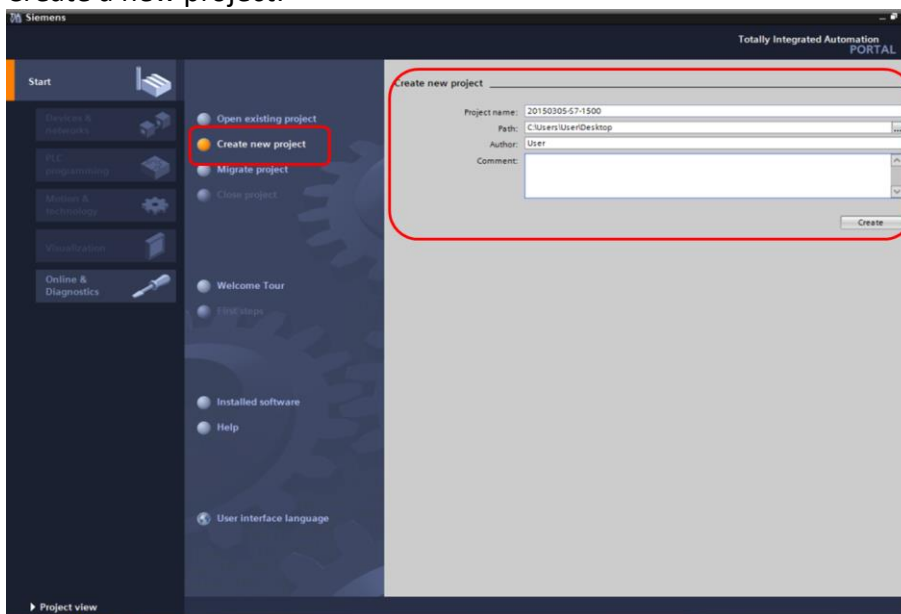 Create a new project.
Siemens
Totally Integrated Automation
PORTAL
Start
Devices &
networks
PLC
programming
Motion &
technology
Visualization
Online &
Diagnostics
Open existing project
Create new project
Migrate project
Close project
Welcome Tour
First steps
Installed software
Help
User interface language
Create new project
Project name: 20150305-S7-1500
Path: C:\Users\User\Desktop
...
Author: User
Comment:
Create
Project view